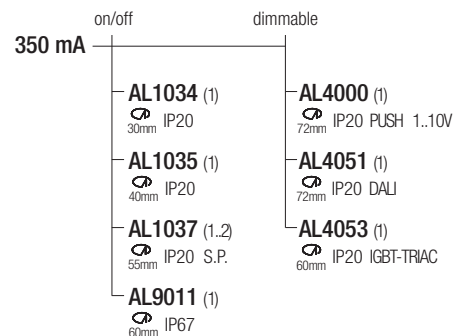 on/off dimmable
350 mA
AL1034 (1)
30mm IP20
AL1035 (1)
40mm IP20
AL1037 (1..2)
55mm IP20 S.P.
AL9011 (1)
60mm IP67
AL4000 (1)
72mm IP20 PUSH 1..10V
AL4051 (1)
72mm IP20 DALI
AL4053 (1)
60mm IP20 IGBT-TRIAC